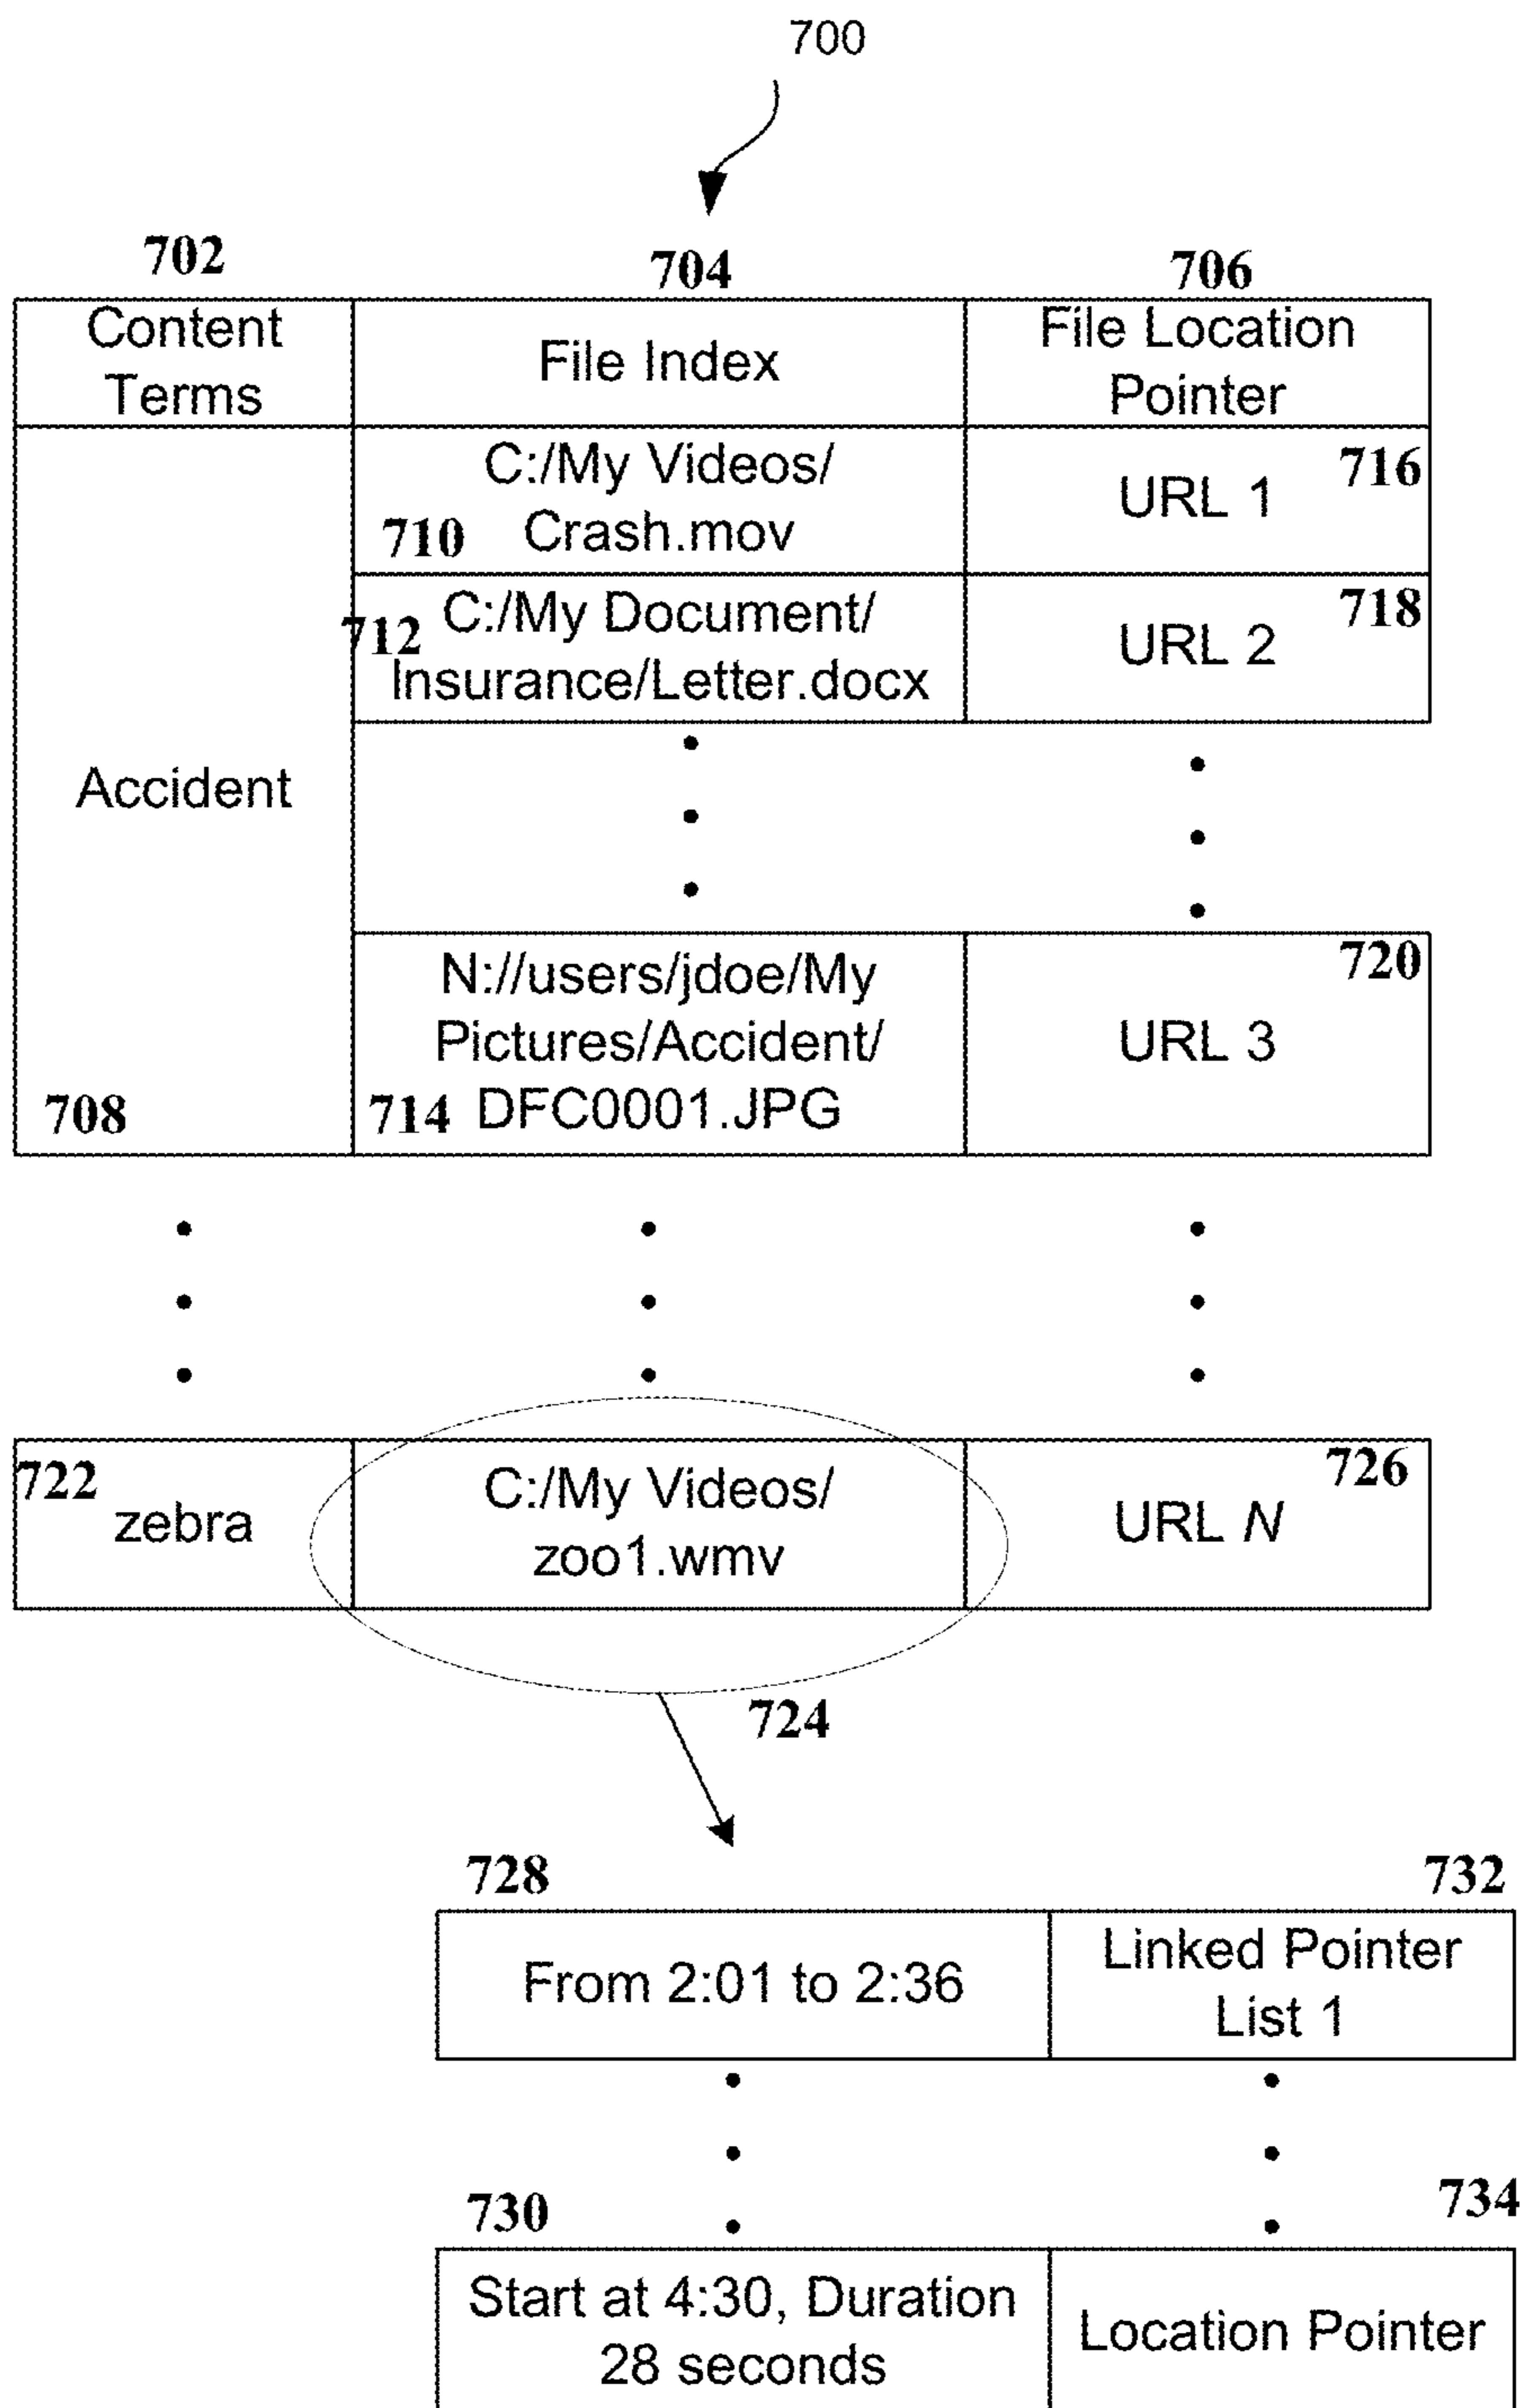 700
702
704
706
Content
Terms
File Index
File Location
Pointer
C:/My Videos/
Crash.mov
710
URL 1
716
712
C:/My Document/
Insurance/Letter.docx
URL 2
718
Accident
708
N://users/jdoe/My
Pictures/Accident/
DFC0001.JPG
714
URL 3
720
722
zebra
C:/My Videos/
zoo1.wmv
URL N
726
724
728
732
From 2:01 to 2:36
Linked Pointer
List 1
730
734
Start at 4:30, Duration
28 seconds
Location Pointer